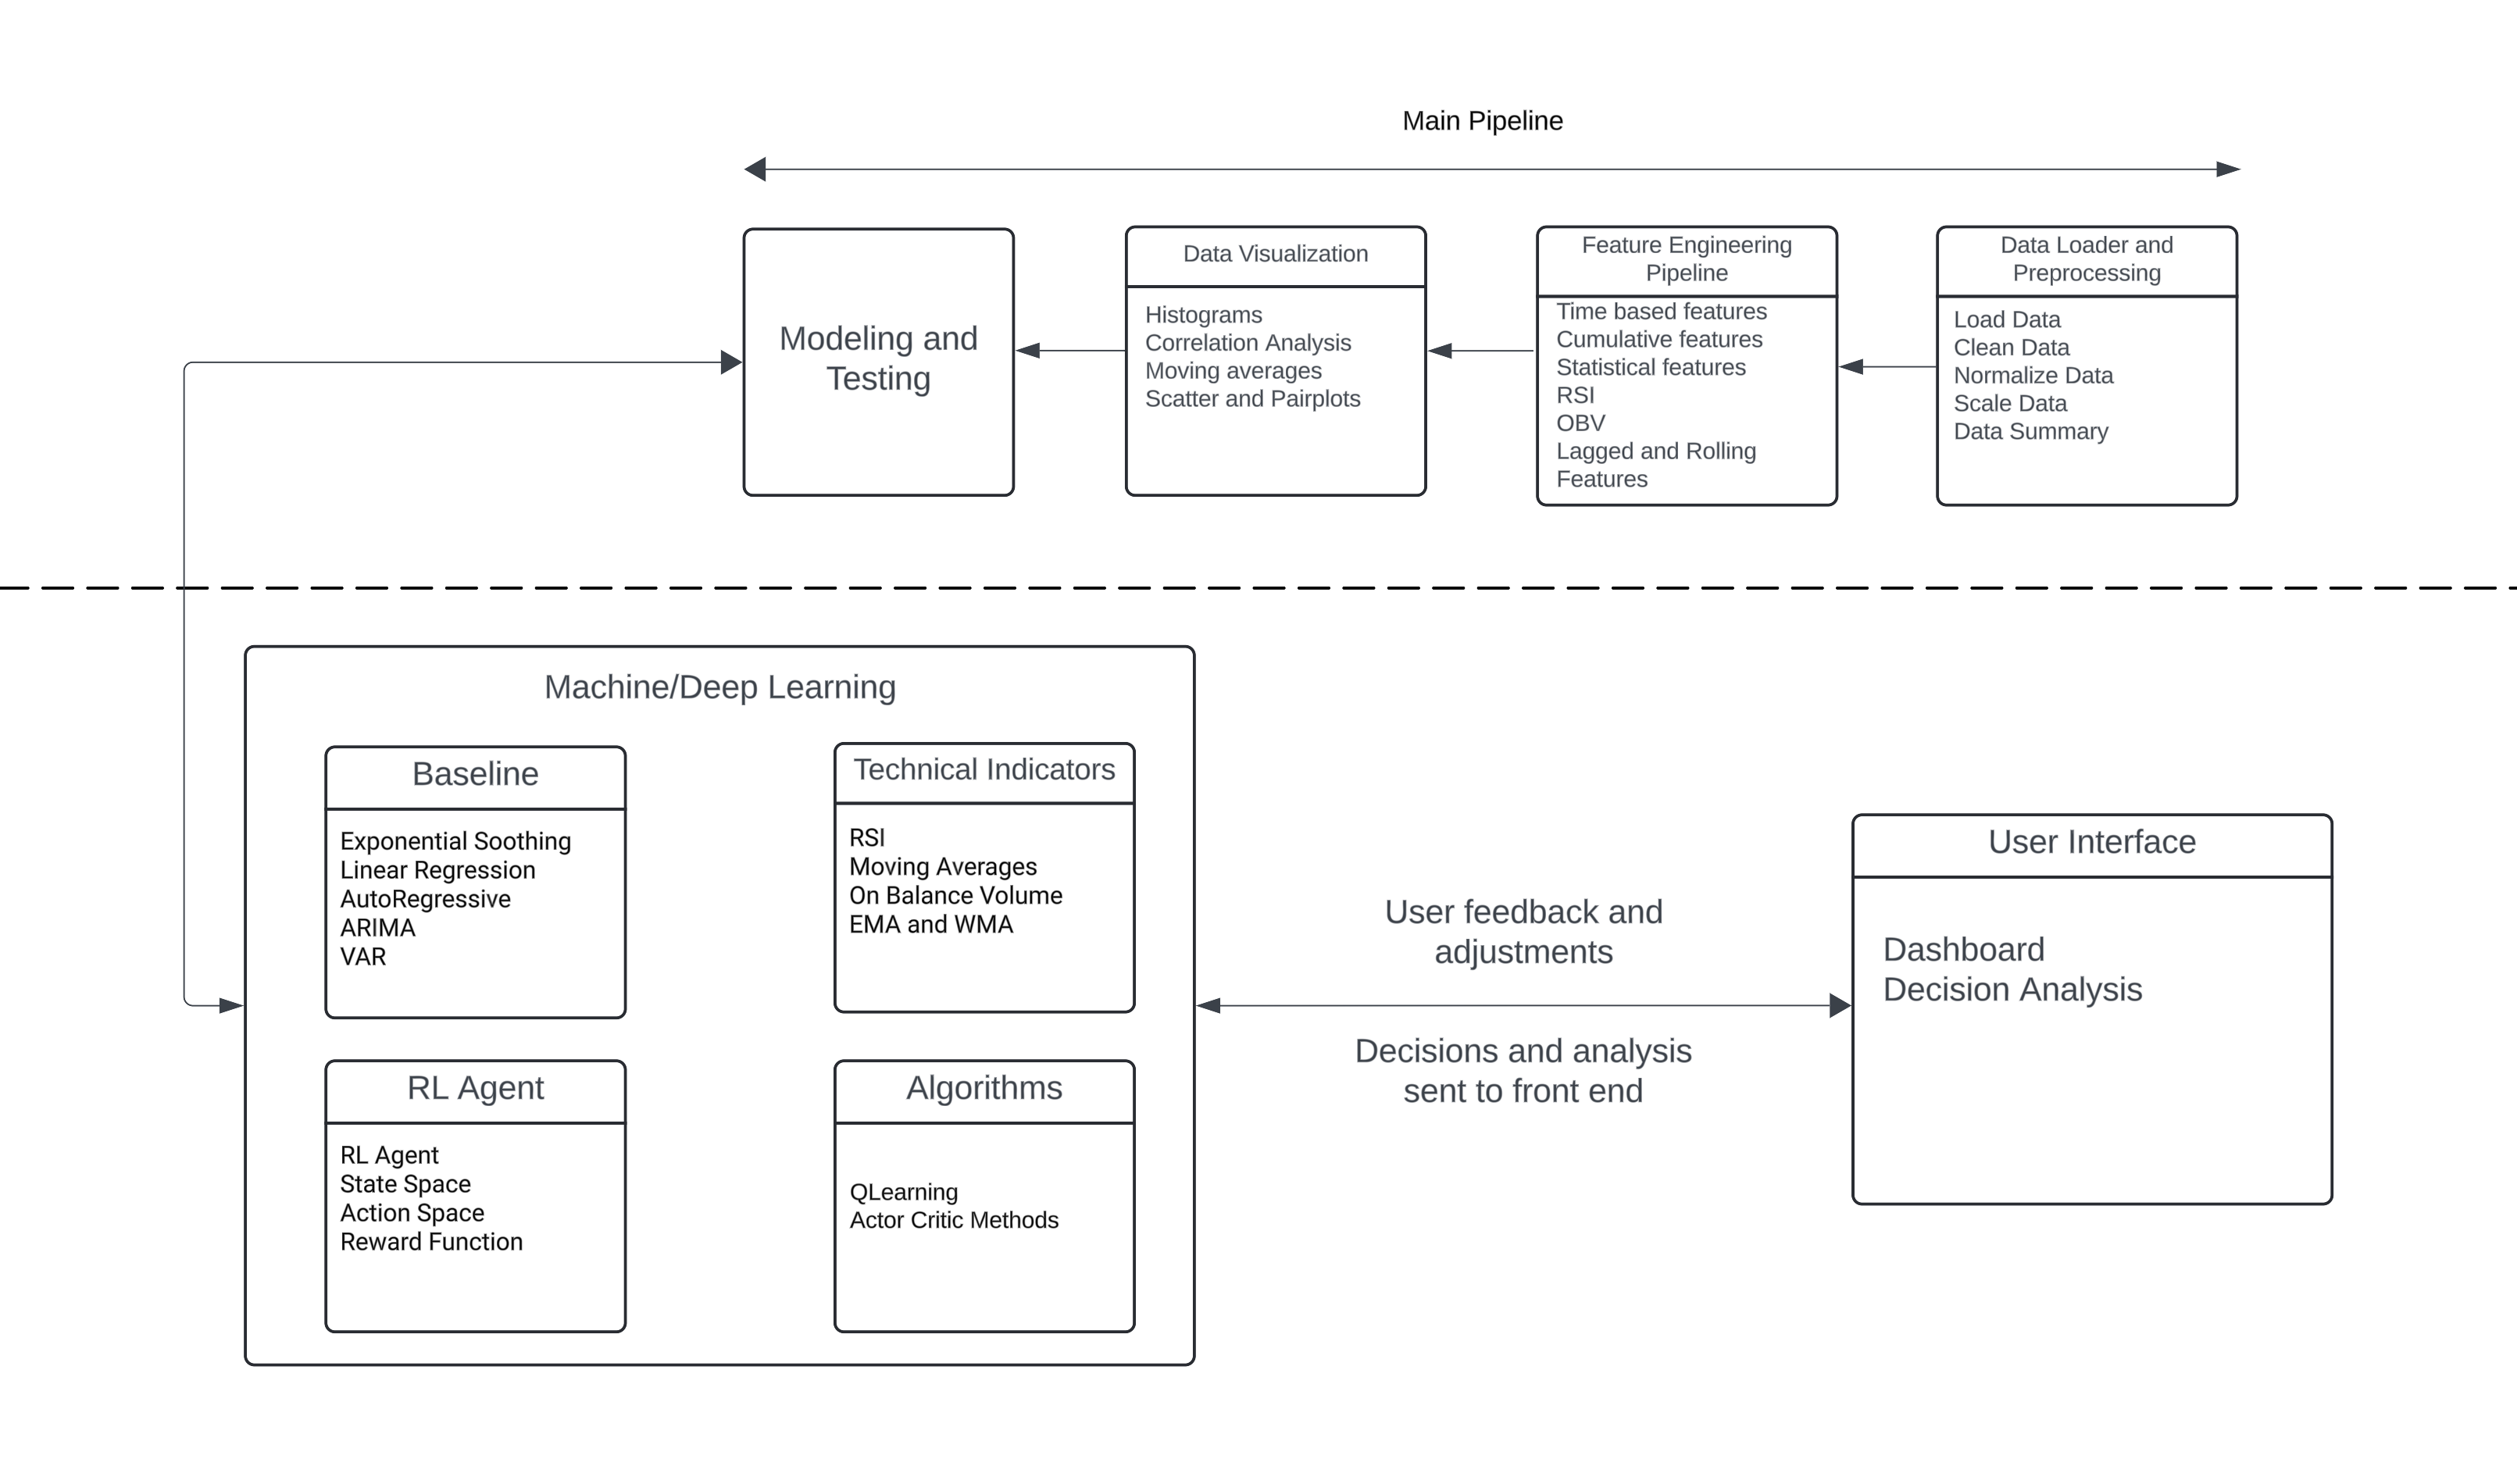 Main Pipeline
Modeling and
Testing
Data Visualization
Histograms
Correlation Analysis
Moving averages
Scatter and Pairplots
Feature Engineering
Pipeline
Time based features
Cumulative features
Statistical features
RSI
OBV
Lagged and Rolling
Features
Data Loader and
Preprocessing
Load Data
Clean Data
Normalize Data
Scale Data
Data Summary
Machine/Deep Learning
Baseline
Exponential Soothing
Linear Regression
AutoRegressive
ARIMA
VAR
Technical Indicators
RSI
Moving Averages
On Balance Volume
EMA and WMA
RL Agent
RL Agent
State Space
Action Space
Reward Function
Algorithms
QLearning
Actor Critic Methods
User feedback and
adjustments
Decisions and analysis
sent to front end
User Interface
Dashboard
Decision Analysis